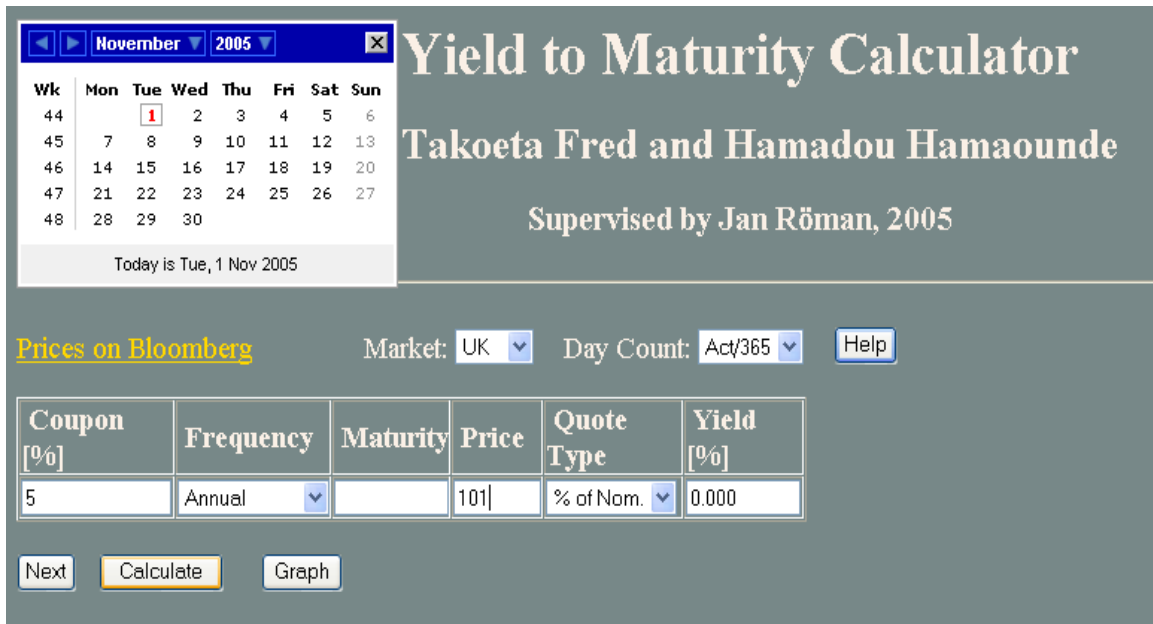 November 2005
Wk Mon Tue Wed Thu Fri Sat Sun
44 1 2 3 4 5 6
45 7 8 9 10 11 12 13
46 14 15 16 17 18 19 20
47 21 22 23 24 25 26 27
48 28 29 30
Today is Tue, 1 Nov 2005
Yield to Maturity Calculator
Takoeta Fred and Hamadou Hamaounde
Supervised by Jan Röman, 2005
Prices on Bloomberg Market: UK Day Count: Act/365 Help
Coupon [%] Frequency Maturity Price Quote Type Yield [%]
5 Annual 101 % of Nom. 0.000
Next Calculate Graph